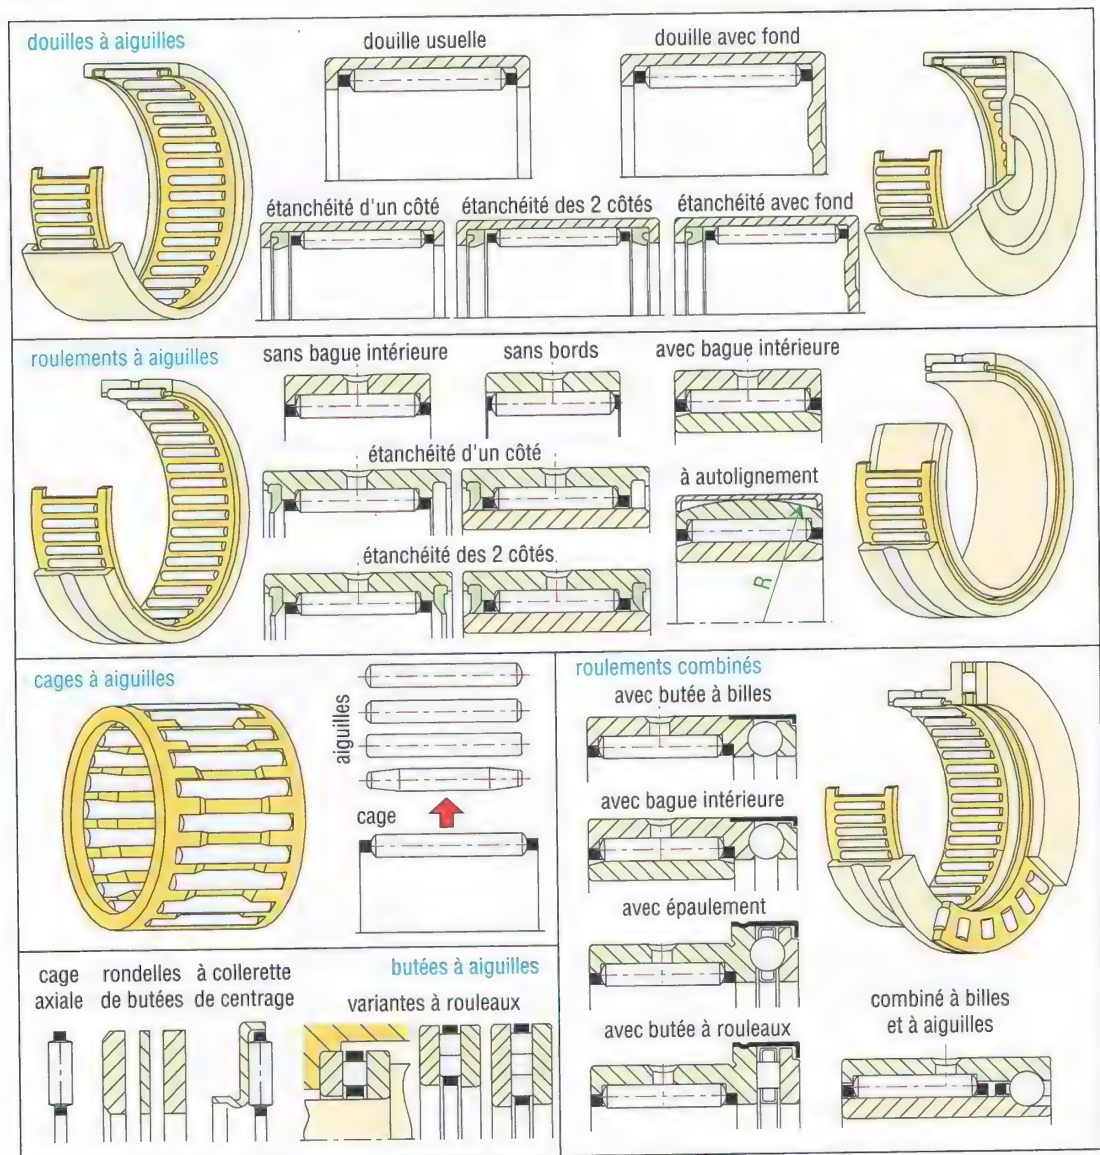 douilles à aiguilles
douille usuelle
douille avec fond
étanchéité d'un côté
étanchéité des 2 côtés
étanchéité avec fond
roulements à aiguilles
sans bague intérieure
sans bords
avec bague intérieure
étanchéité d'un côté
à autolignement
étanchéité des 2 côtés
R
cages à aiguilles
aiguilles
cage
roulements combinés
avec butée à billes
avec bague intérieure
avec épaulement
avec butée à rouleaux
combiné à billes
et à aiguilles
butées à aiguilles
cage
axiale
rondelles
de butées
à collerette
de centrage
variantes à rouleaux